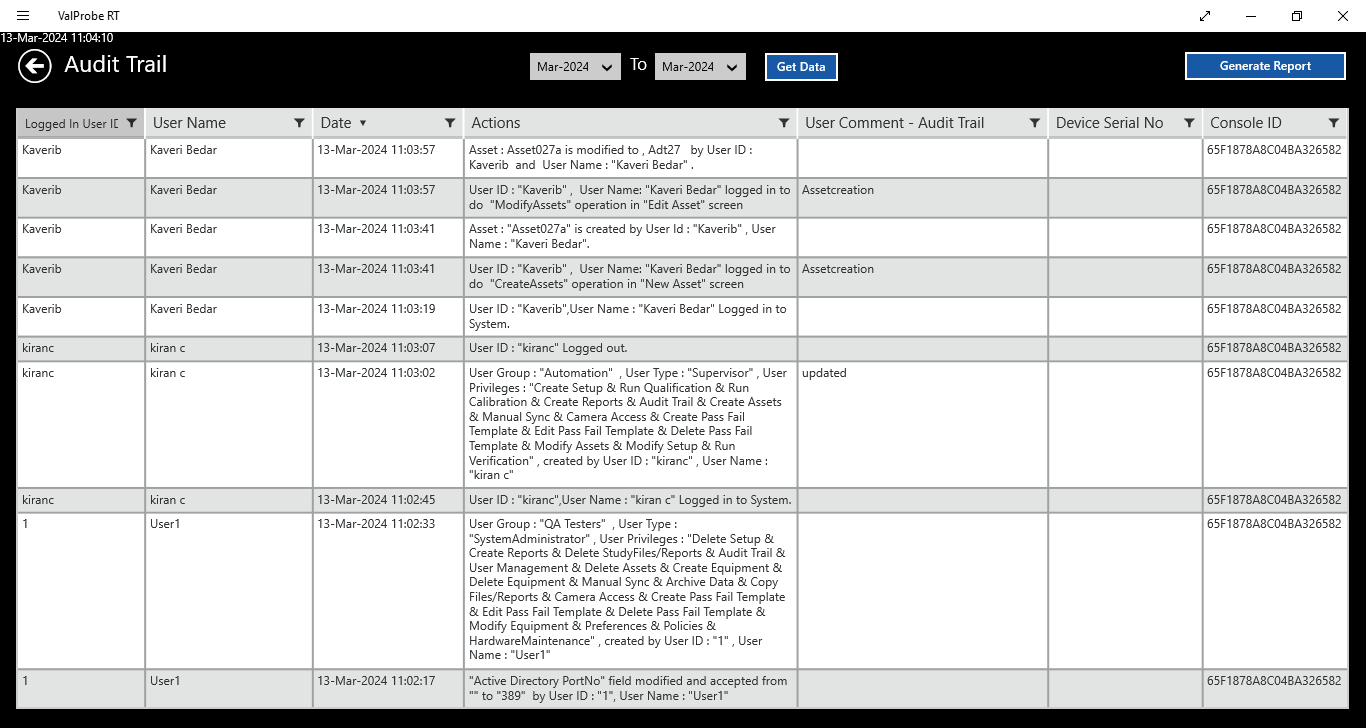 ValProbe RT
13-Mar-2024 11:04:10
Audit Trail
Mar-2024 To Mar-2024 Get Data Generate Report
Logged In User ID User Name Date Actions User Comment - Audit Trail Device Serial No Console ID
Kaverib Kaveri Bedar 13-Mar-2024 11:03:57 Asset : Asset027a is modified to , Adt27 by User ID : 65F1878A8C04BA326582
Kaverib and User Name : "Kaveri Bedar" .
Kaverib Kaveri Bedar 13-Mar-2024 11:03:57 User ID : "Kaverib" , User Name: "Kaveri Bedar" logged in to Assetcreation 65F1878A8C04BA326582
do "ModifyAssets" operation in "Edit Asset" screen
Kaverib Kaveri Bedar 13-Mar-2024 11:03:41 Asset : "Asset027a" is created by User Id : "Kaverib" , User 65F1878A8C04BA326582
Name : "Kaveri Bedar".
Kaverib Kaveri Bedar 13-Mar-2024 11:03:41 User ID : "Kaverib" , User Name: "Kaveri Bedar" logged in to Assetcreation 65F1878A8C04BA326582
do "CreateAssets" operation in "New Asset" screen
Kaverib Kaveri Bedar 13-Mar-2024 11:03:19 User ID : "Kaverib",User Name : "Kaveri Bedar" Logged in to 65F1878A8C04BA326582
System.
kiranc kiran c 13-Mar-2024 11:03:07 User ID : "kiranc" Logged out. 65F1878A8C04BA326582
kiranc kiran c 13-Mar-2024 11:03:02 User Group : "Automation" , User Type : "Supervisor" , User updated 65F1878A8C04BA326582
Privileges : "Create Setup & Run Qualification & Run
Calibration & Create Reports & Audit Trail & Create Assets
& Manual Sync & Camera Access & Create Pass Fail
Template & Edit Pass Fail Template & Delete Pass Fail
Template & Modify Assets & Modify Setup & Run
Verification" , created by User ID : "kiranc" , User Name :
"kiran c"
kiranc kiran c 13-Mar-2024 11:02:45 User ID : "kiranc",User Name : "kiran c" Logged in to System. 65F1878A8C04BA326582
1 User1 13-Mar-2024 11:02:33 User Group : "QA Testers" , User Type : 65F1878A8C04BA326582
"SystemAdministrator" , User Privileges : "Delete Setup &
Create Reports & Delete StudyFiles/Reports & Audit Trail &
User Management & Delete Assets & Create Equipment &
Delete Equipment & Manual Sync & Archive Data & Copy
Files/Reports & Camera Access & Create Pass Fail Template
& Edit Pass Fail Template & Delete Pass Fail Template &
Modify Equipment & Preferences & Policies &
HardwareMaintenance" , created by User ID : "1" , User
Name : "User1"
1 User1 13-Mar-2024 11:02:17 "Active Directory PortNo" field modified and accepted from 65F1878A8C04BA326582
"" to "389" by User ID : "1", User Name : "User1"